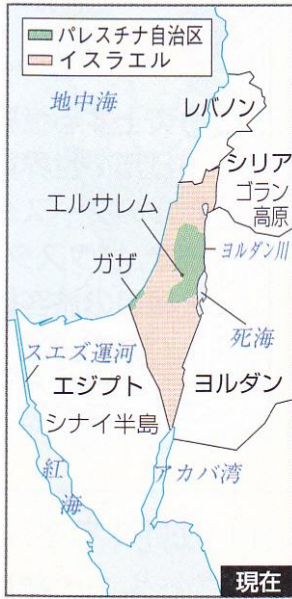 パレスチナ自治区
イスラエル
地中海
レバノン
シリア
ゴラン
高原
エルサレム
ヨルダン川
ガザ
死海
スエズ運河
エジプト
ヨルダン
シナイ半島
紅海
アカバ湾
現在